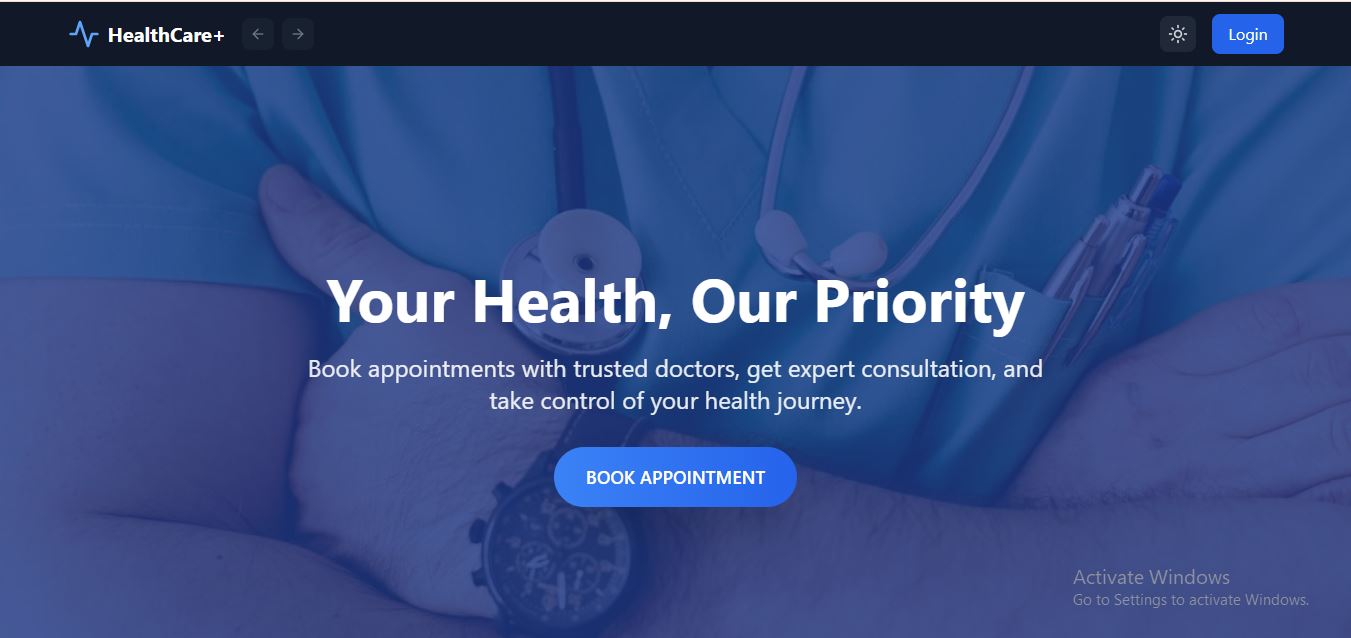 HealthCare+
Login
Your Health, Our Priority
Book appointments with trusted doctors, get expert consultation, and
take control of your health journey.
BOOK APPOINTMENT
Activate Windows
Go to Settings to activate Windows.